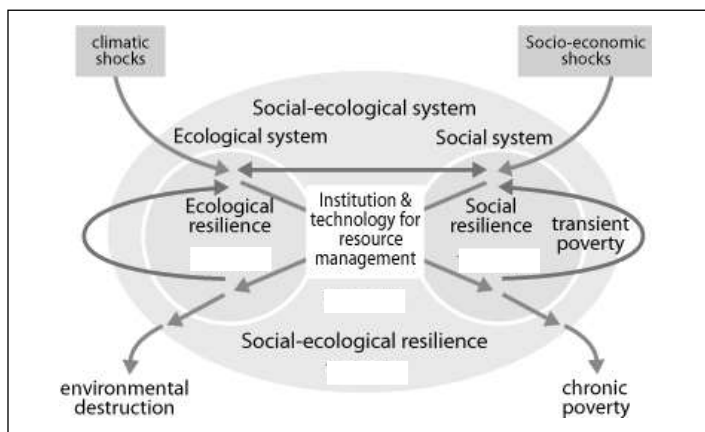 climatic
shocks
Socio-economic
shocks
Social-ecological system
Ecological system
Social system
Institution &
technology for
resource
management
Ecological
resilience
Social
resilience
transient
poverty
Social-ecological resilience
environmental
destruction
chronic
poverty